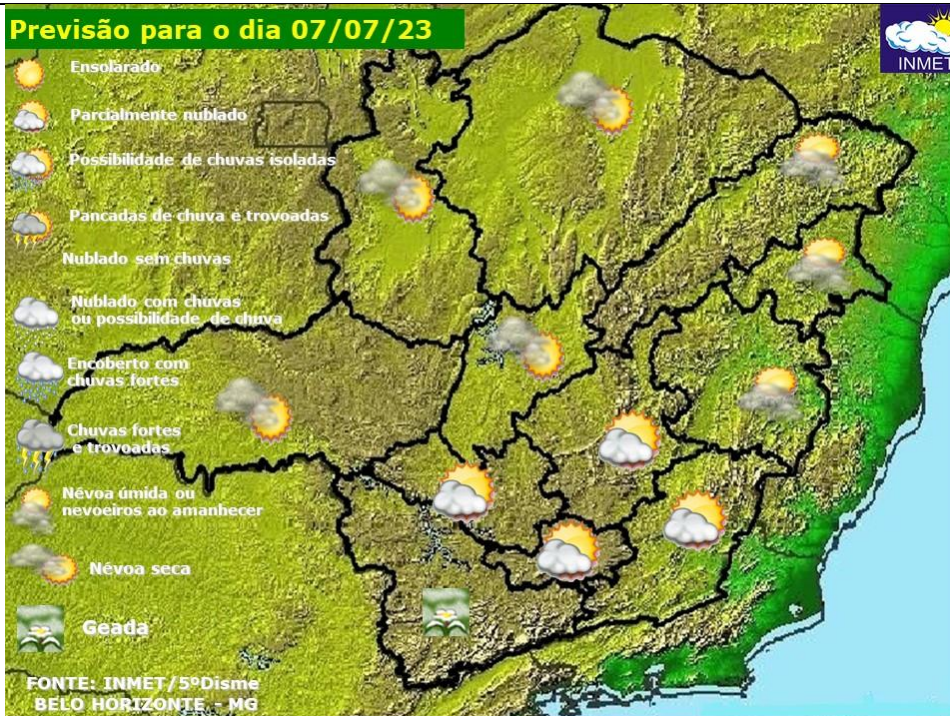 Previsão para o dia 07/07/23
INMET
Ensolarado
Parcialmente nublado
Possibilidade de chuvas isoladas
Pancadas de chuva e trovoadas
Nublado sem chuvas
Nublado com chuvas
ou possibilidade de chuva
Encoberto com
chuvas fortes
Chuvas fortes
e trovoadas
Névoa úmida ou
nevoeiros ao amanhecer
Névoa seca
Geada
FONTE: INMET/5ºDisme
BELO HORIZONTE - MG